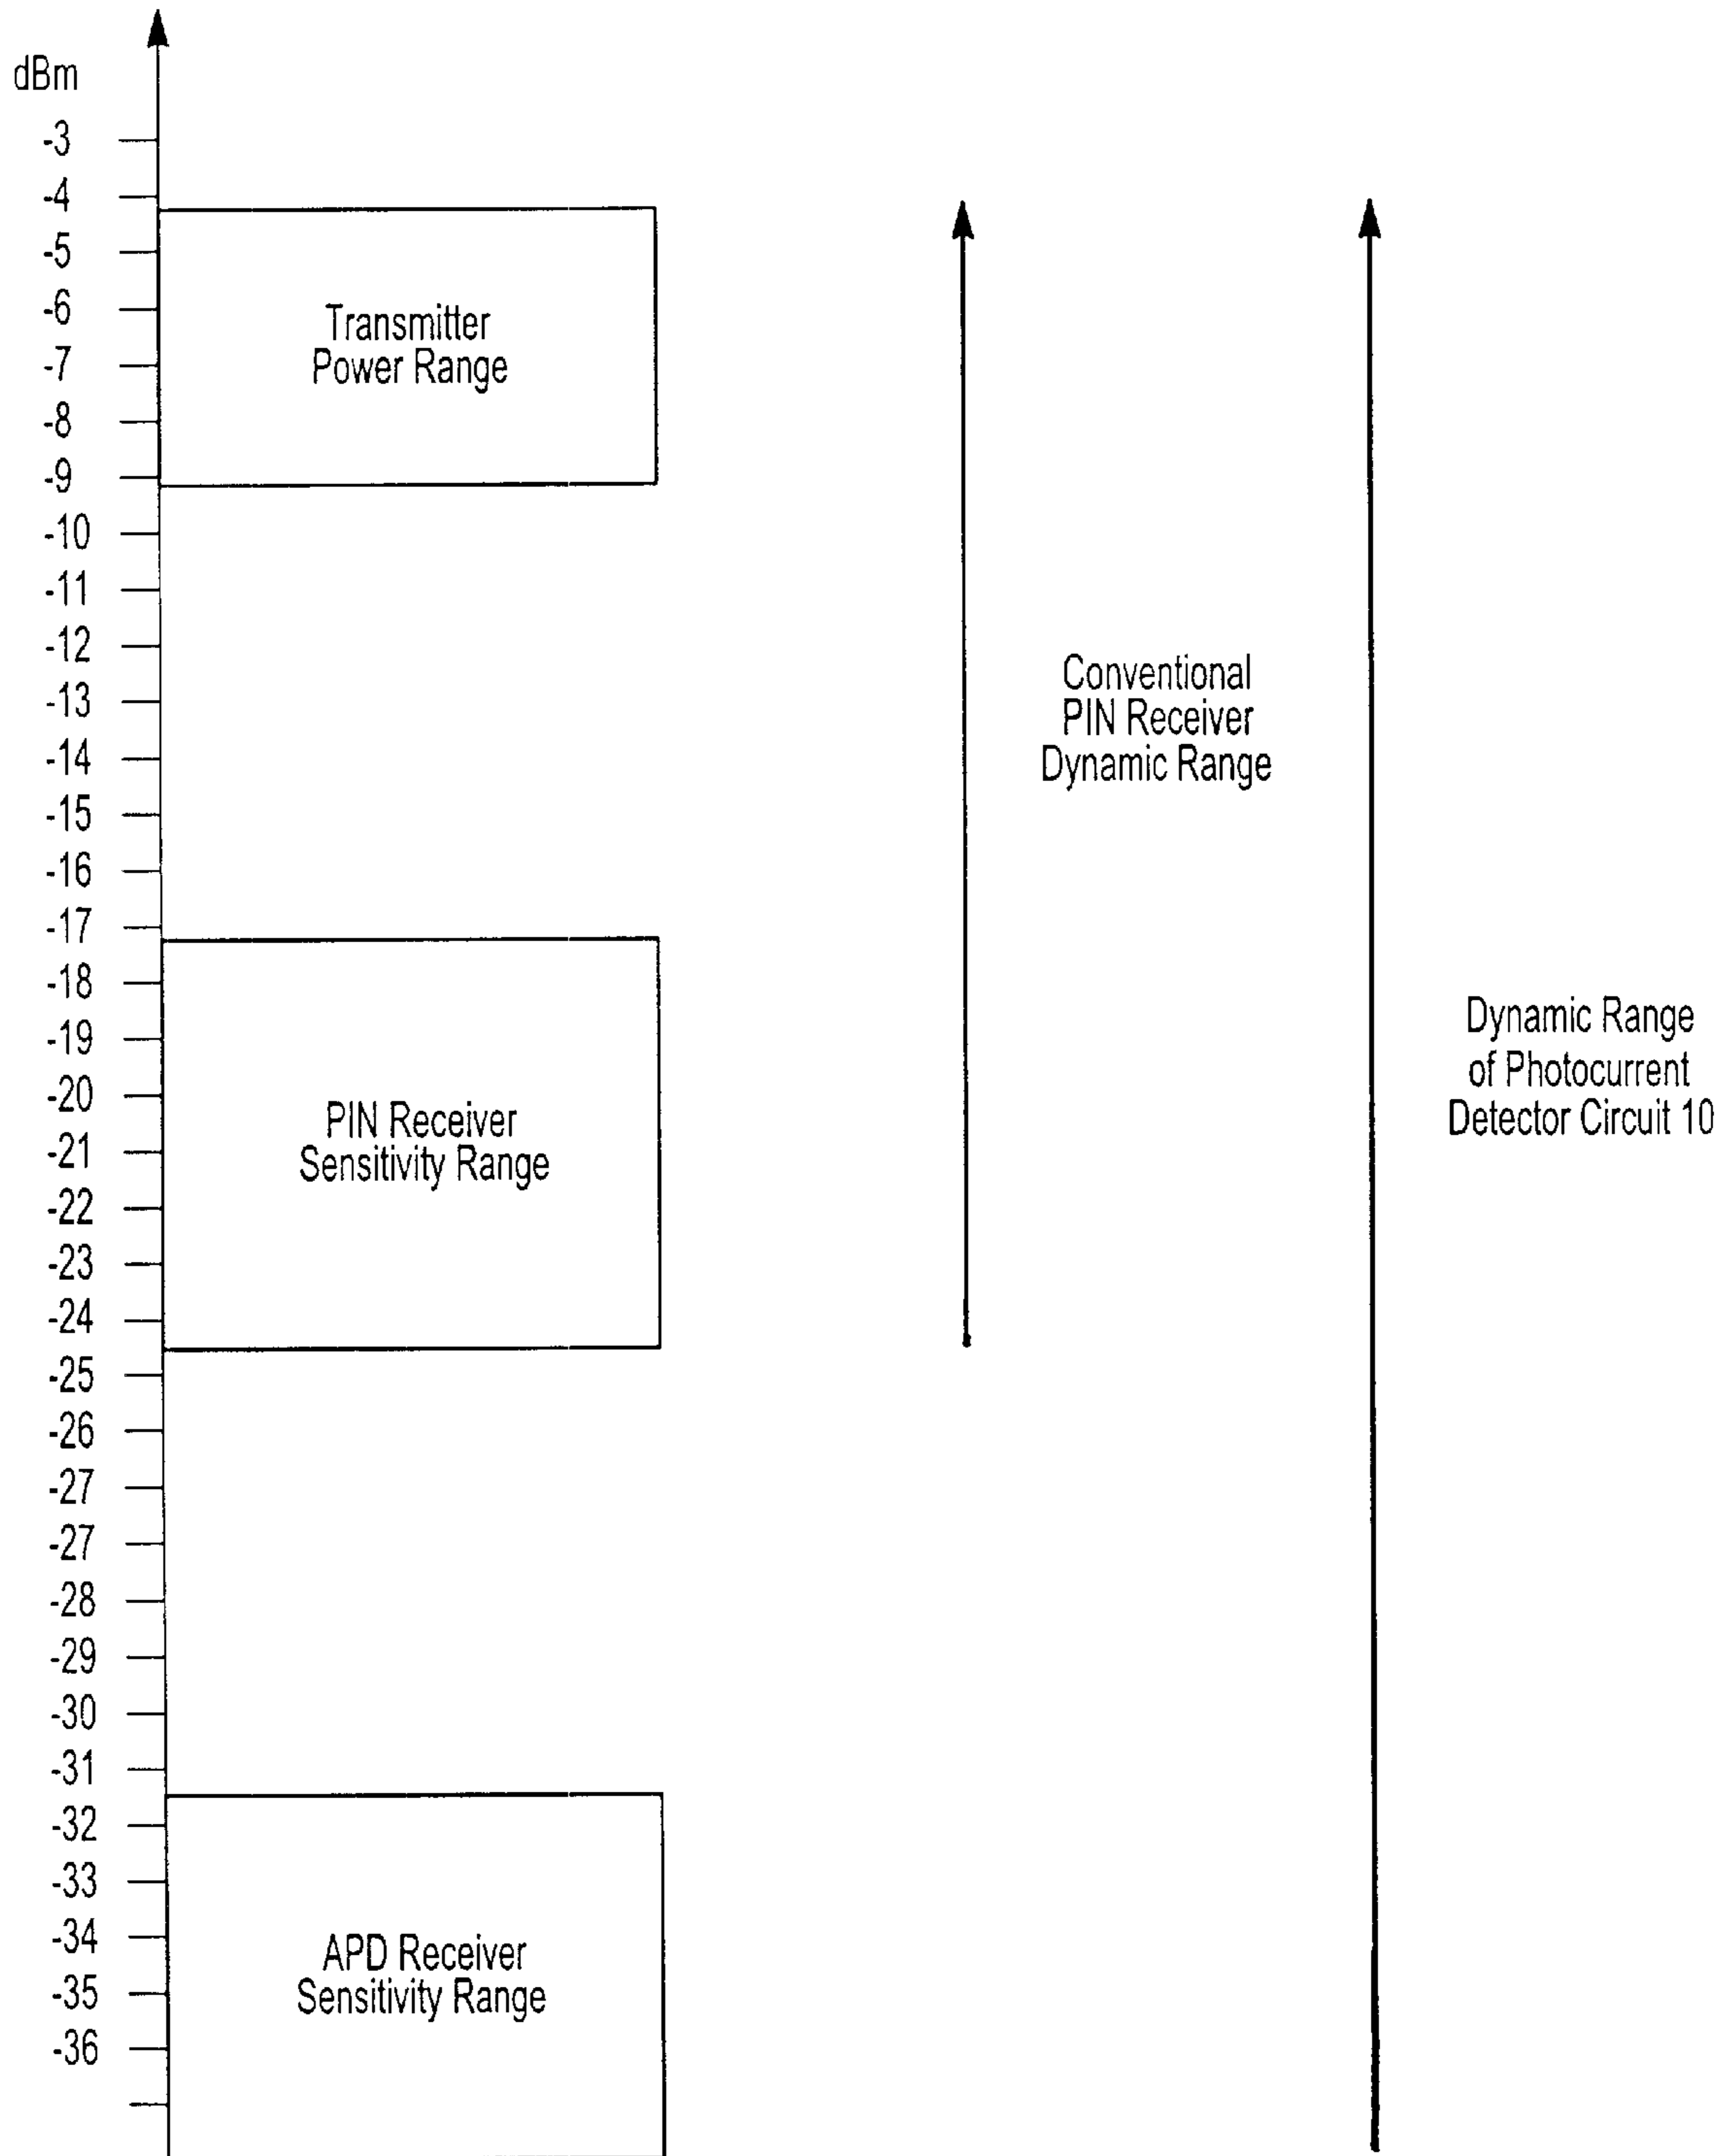 dBm
-3
-4
-5
-6
-7
-8
-9
-10
-11
-12
-13
-14
-15
-16
-17
-18
-19
-20
-21
-22
-23
-24
-25
-26
-27
-27
-28
-29
-30
-31
-32
-33
-34
-35
-36
Transmitter
Power Range
PIN Receiver
Sensitivity Range
APD Receiver
Sensitivity Range
Conventional
PIN Receiver
Dynamic Range
Dynamic Range
of Photocurrent
Detector Circuit 10